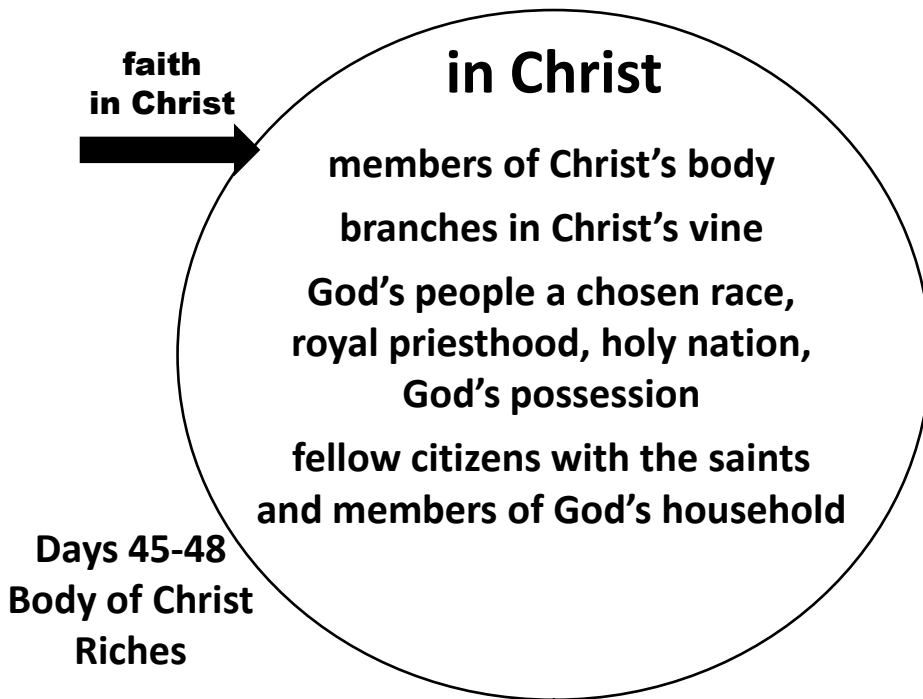 faith
in Christ
in Christ
members of Christ’s body
branches in Christ’s vine
God’s people a chosen race,
royal priesthood, holy nation,
God’s possession
fellow citizens with the saints
and members of God’s household
Days 45-48
Body of Christ
Riches